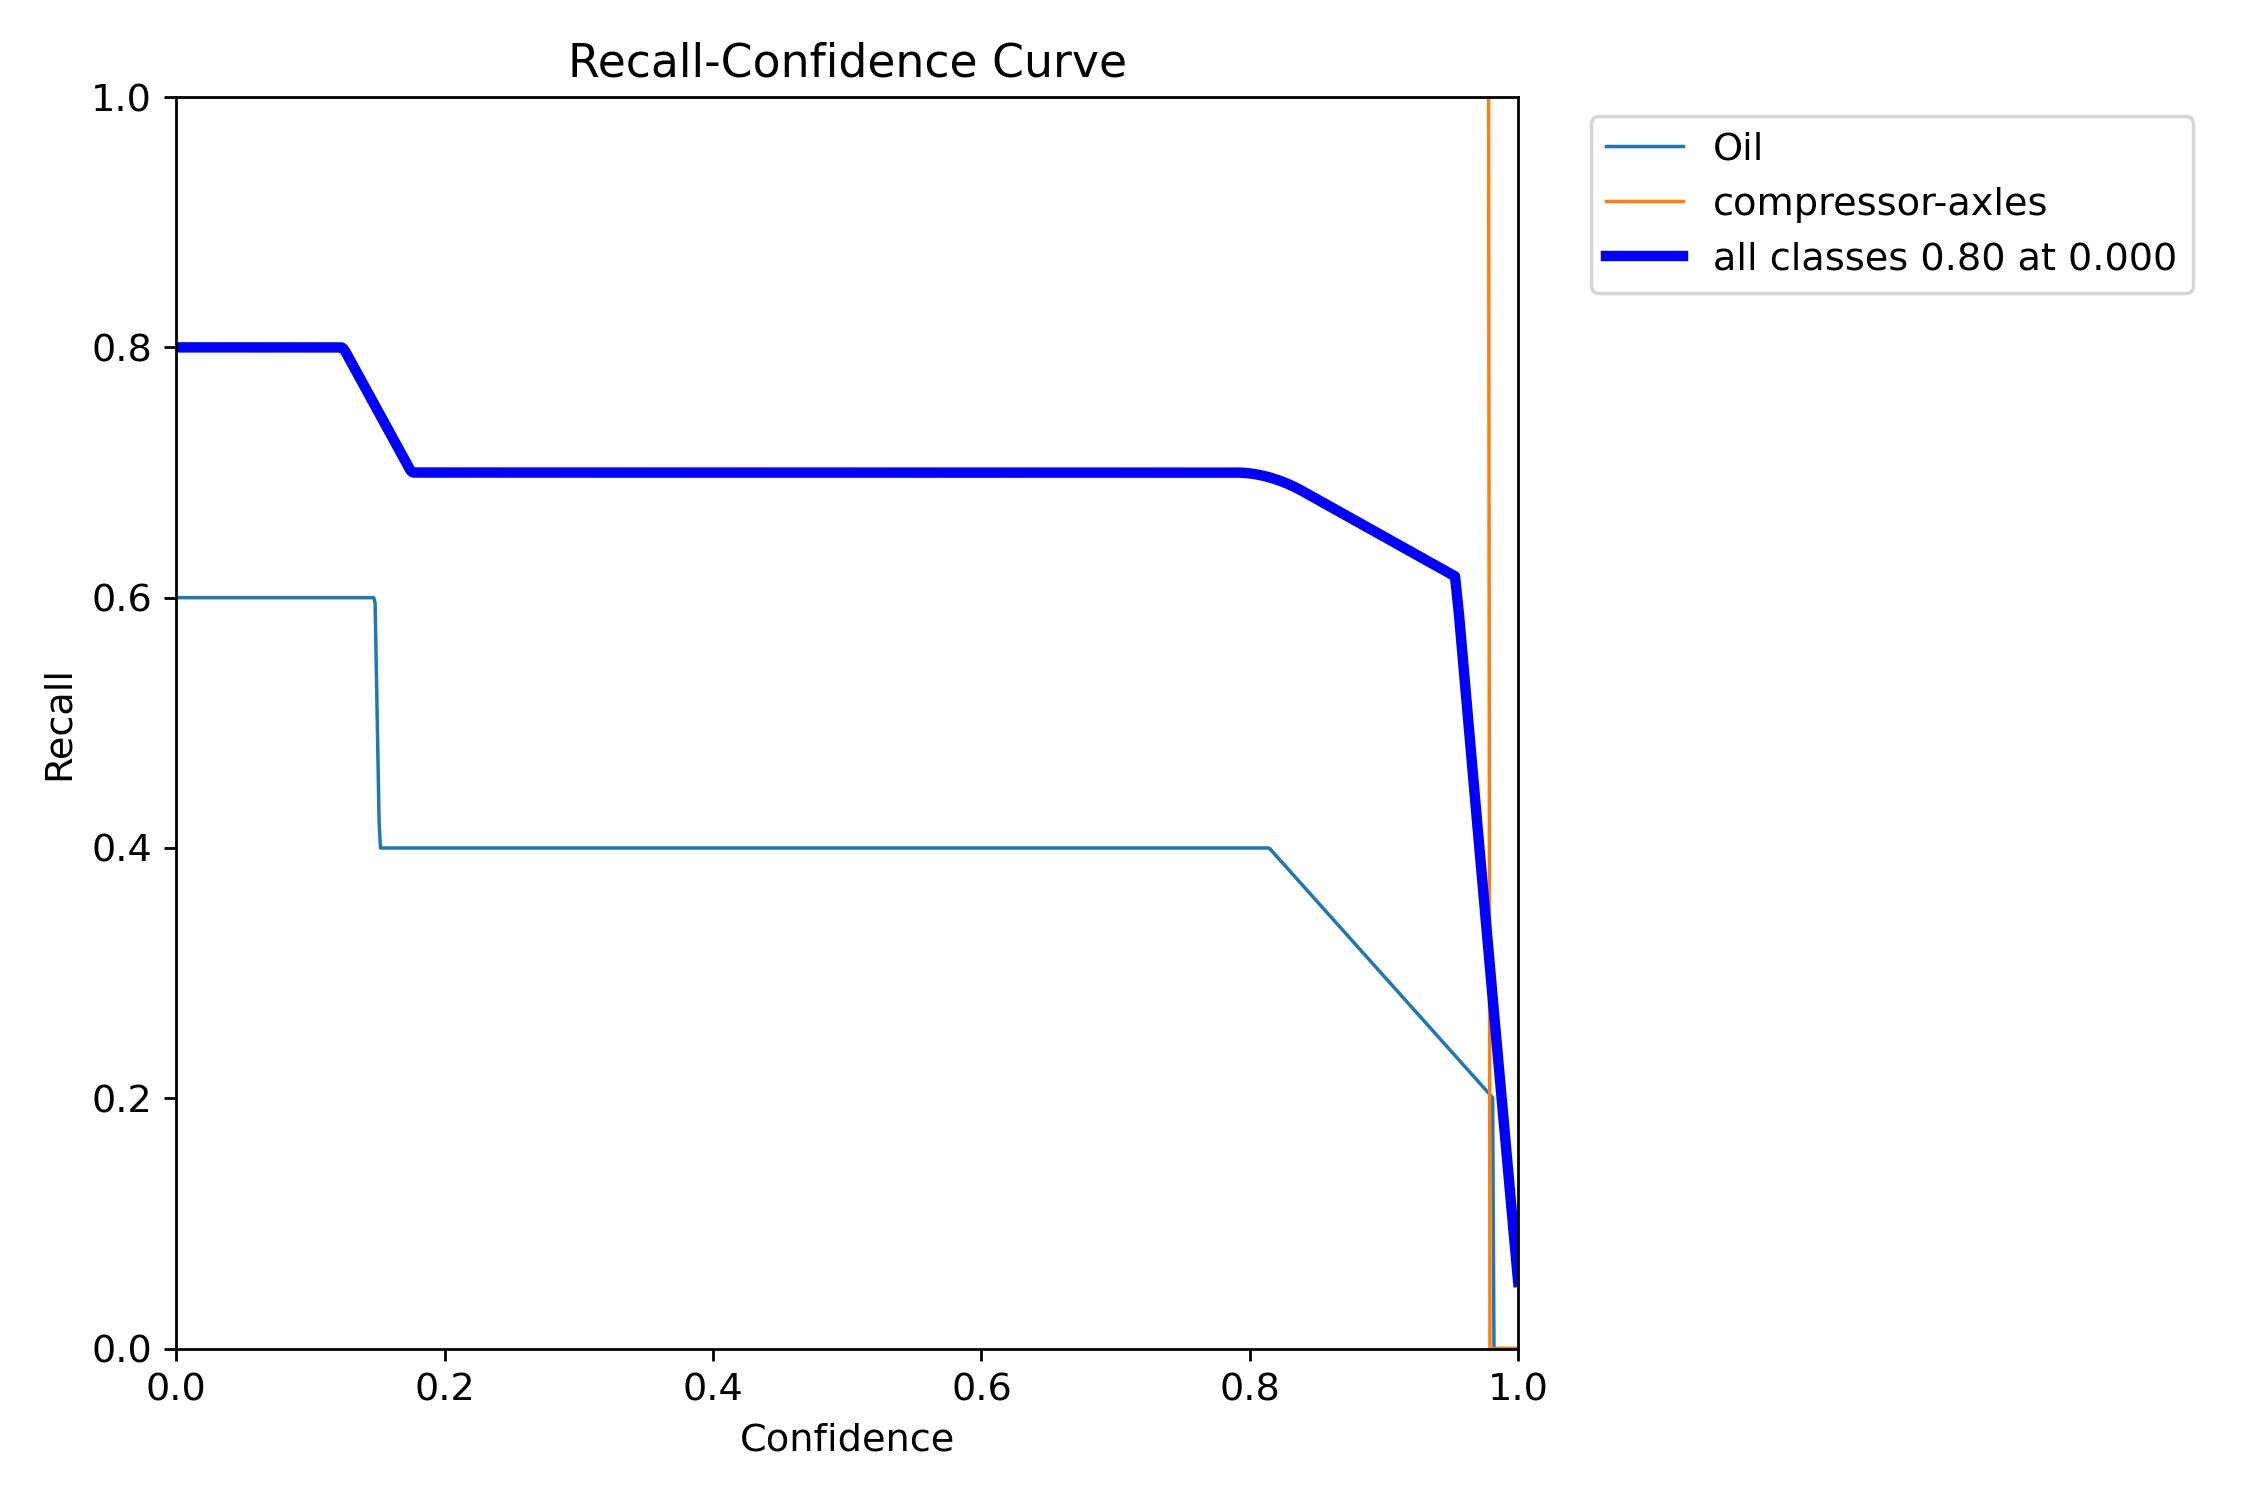 Recall-Confidence Curve
1.0
0.8
0.6
0.4
0.2
0.0
Recall
0.0 0.2 0.4 0.6 0.8 1.0
Confidence
Oil
compressor-axles
all classes 0.80 at 0.000